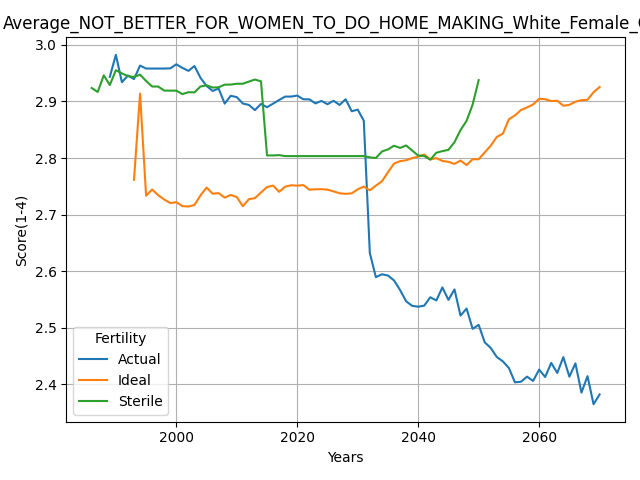 Average_NOT_BETTER_FOR_WOMEN_TO_DO_HOME_MAKING_White_Female_
Score(1-4)
3.0
2.9
2.8
2.7
2.6
2.5
2.4
Fertility
Actual
Ideal
Sterile
2000 2020 2040 2060
Years